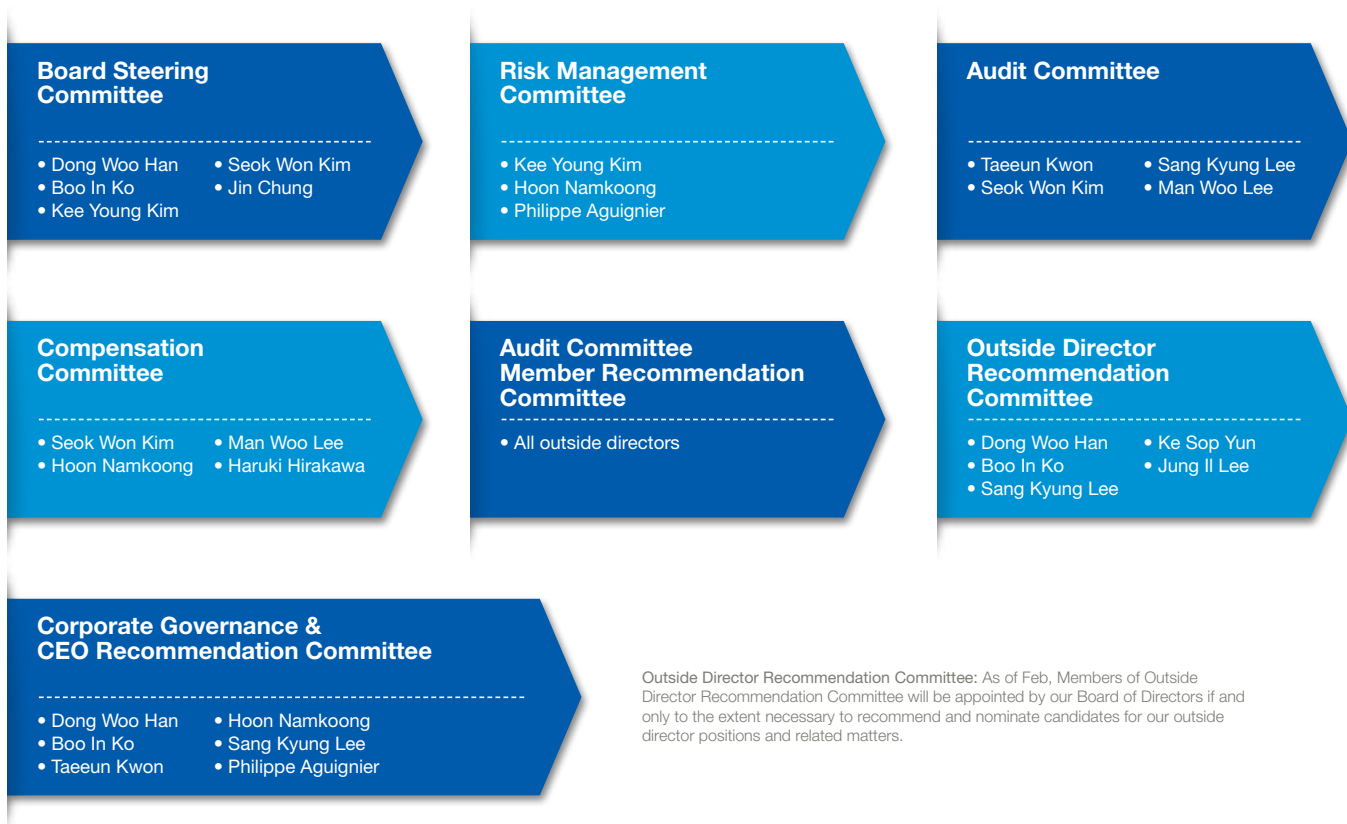 Board Steering
Committee
• Dong Woo Han
• Boo In Ko
• Kee Young Kim
• Seok Won Kim
• Jin Chung
Risk Management
Committee
• Kee Young Kim
• Hoon Namkoong
• Philippe Aguignier
Audit Committee
• Taeeun Kwon
• Seok Won Kim
• Sang Kyung Lee
• Man Woo Lee
Compensation
Committee
• Seok Won Kim
• Hoon Namkoong
• Man Woo Lee
• Haruki Hirakawa
Audit Committee
Member Recommendation
Committee
• All outside directors
Outside Director
Recommendation
Committee
• Dong Woo Han
• Boo In Ko
• Sang Kyung Lee
• Ke Sop Yun
• Jung Il Lee
Corporate Governance &
CEO Recommendation Committee
• Dong Woo Han
• Boo In Ko
• Taeeun Kwon
• Hoon Namkoong
• Sang Kyung Lee
• Philippe Aguignier
Outside Director Recommendation Committee: As of Feb, Members of Outside
Director Recommendation Committee will be appointed by our Board of Directors if and
only to the extent necessary to recommend and nominate candidates for our outside
director positions and related matters.